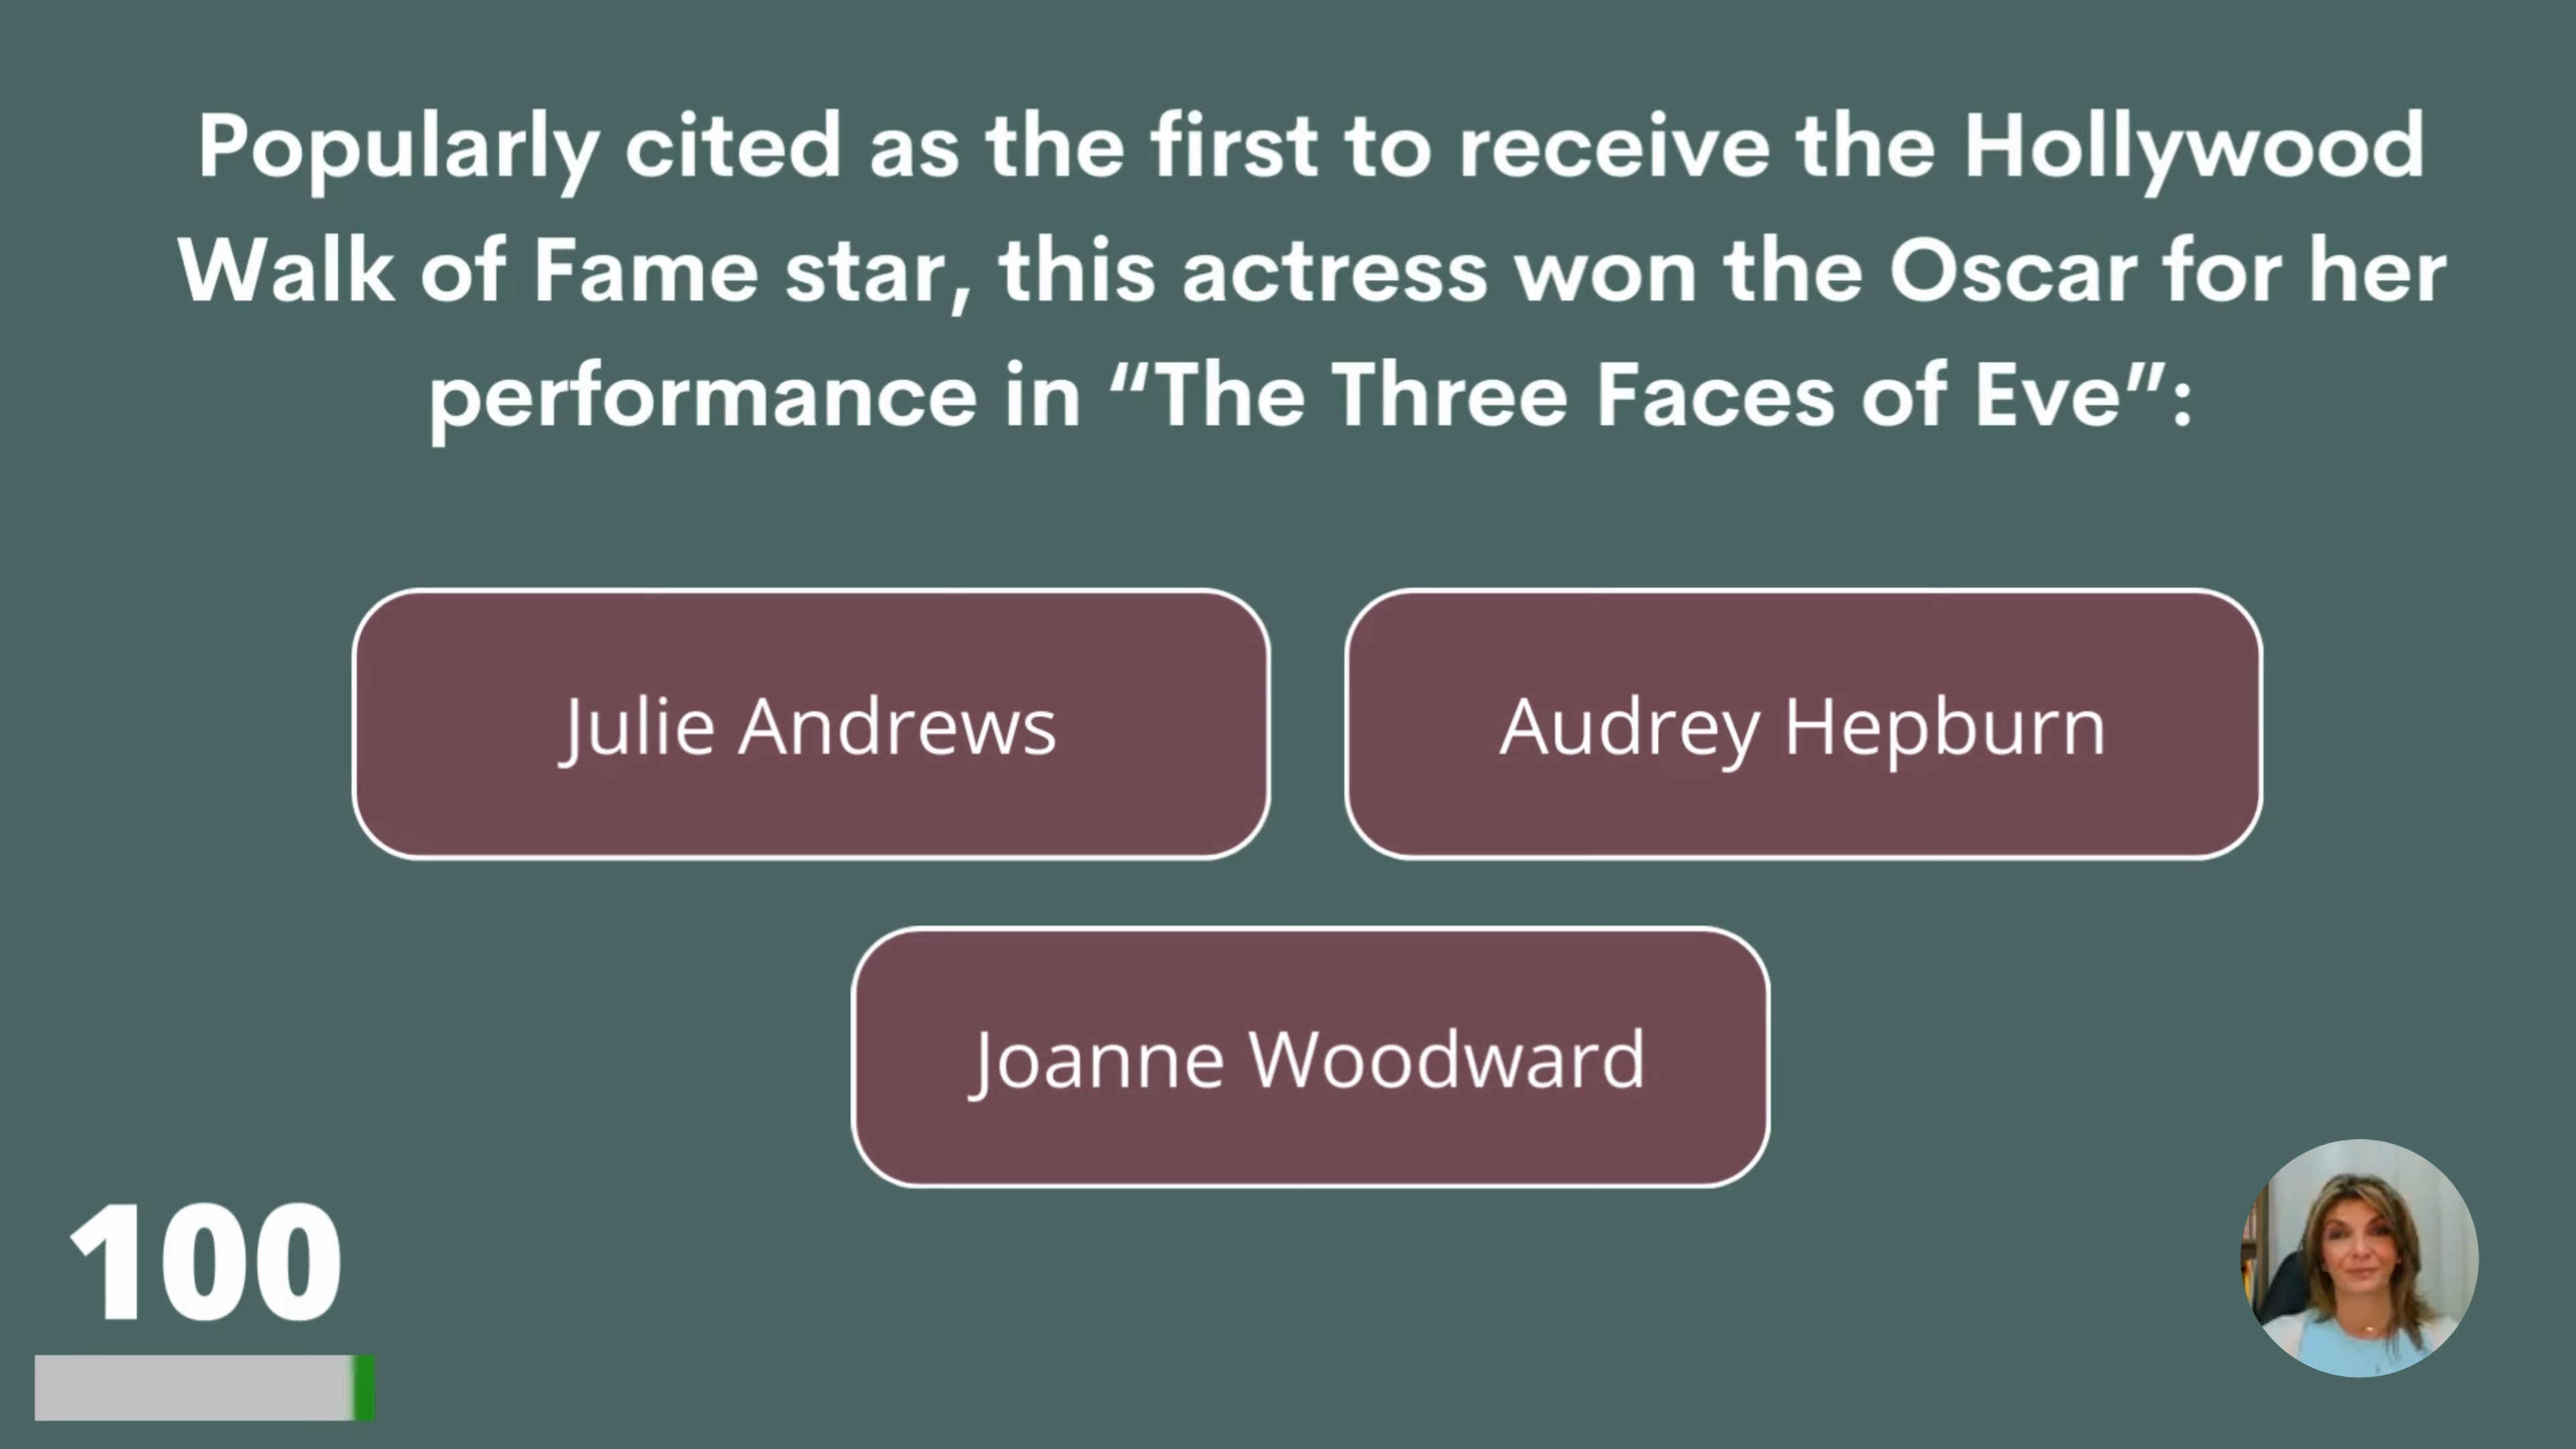 Popularly cited as the first to receive the Hollywood
Walk of Fame star, this actress won the Oscar for her
performance in “The Three Faces of Eve”:
Julie Andrews
Audrey Hepburn
Joanne Woodward
100